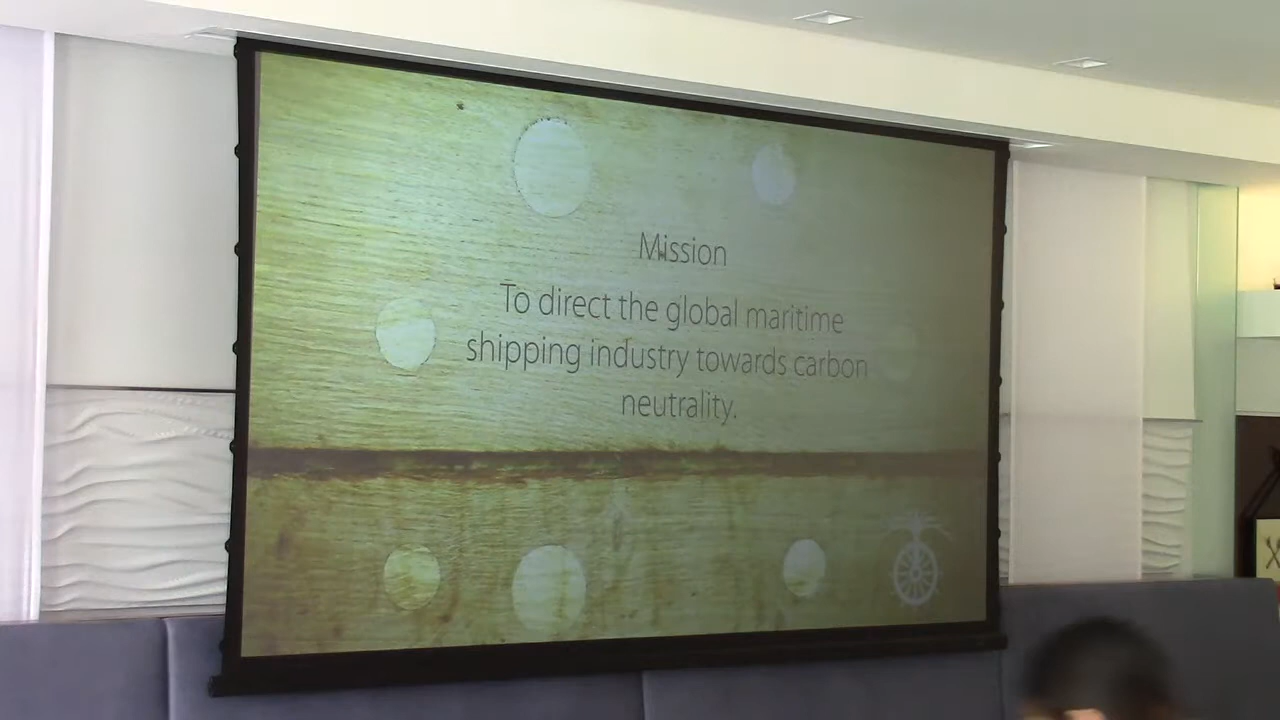 Mission
To direct the global maritime
shipping industry towards carbon
neutrality.